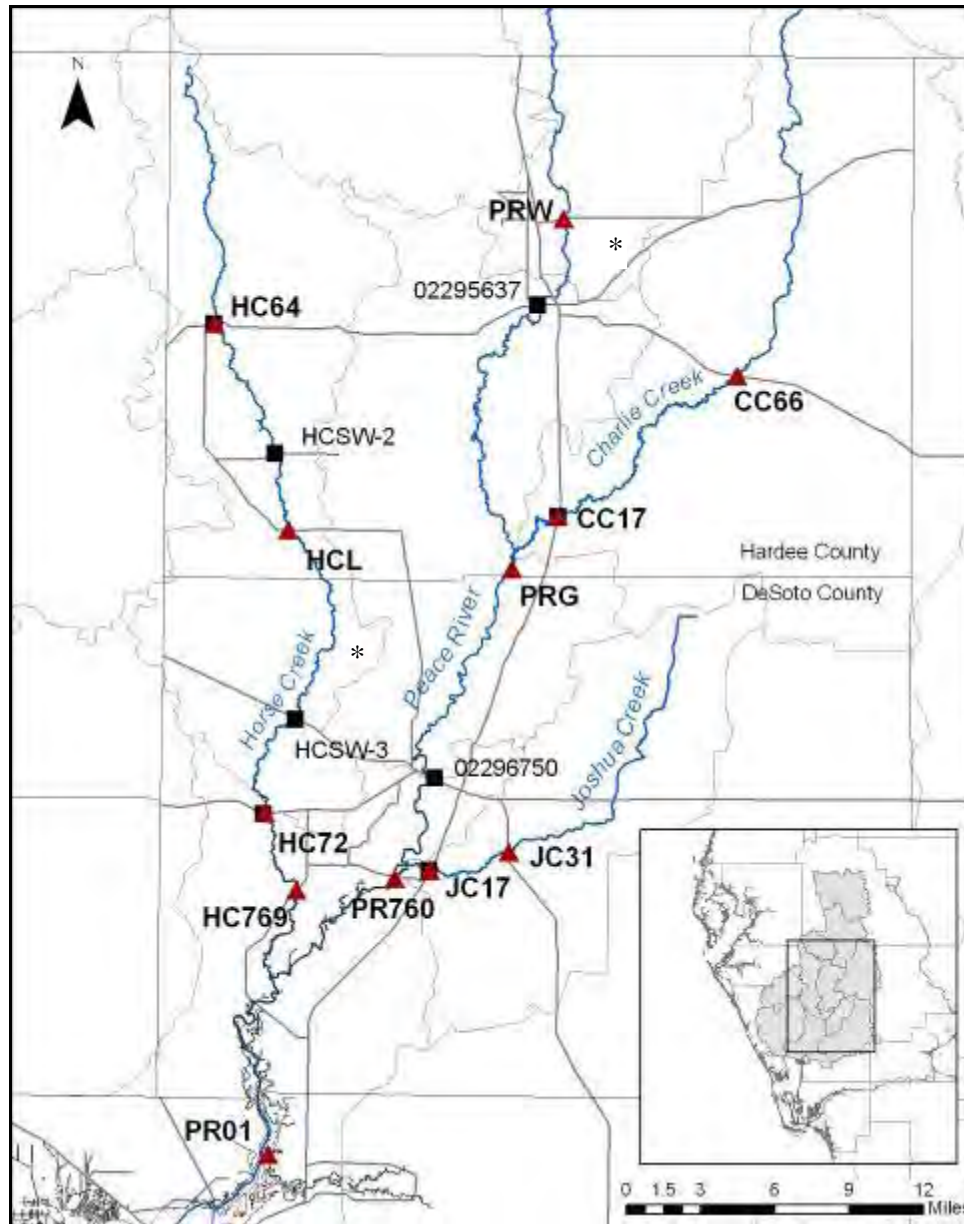 N
PRW
*
02295637
HC64
CC66
Charlie Creek
HCSW-2
CC17
HCL
Hardee County
PRG
DeSoto County
Peace River
*
Horse Creek
Joshua Creek
HCSW-3
02296750
HC72
JC31
JC17
PR760
HC769
PR01
0 1.5 3 6 9 12
Miles